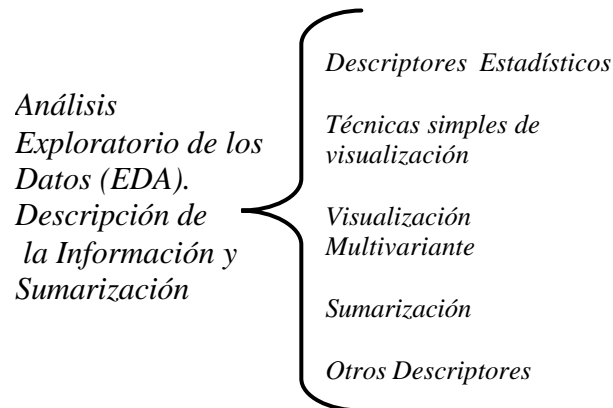 Análisis
Exploratorio de los
Datos (EDA).
Descripción de
la Información y
Sumarización
Descriptores Estadísticos
Técnicas simples de
visualización
Visualización
Multivariante
Sumarización
Otros Descriptores